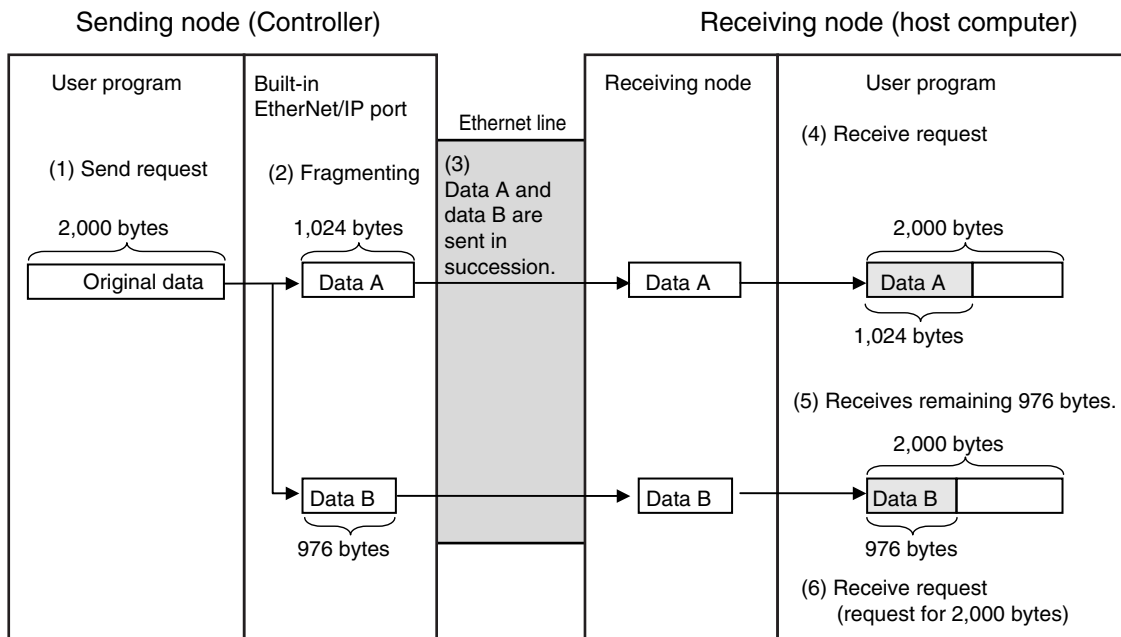 Sending node (Controller)
Receiving node (host computer)
User program
Built-in
EtherNet/IP port
Ethernet line
Receiving node
User program
(1) Send request
(2) Fragmenting
(3)
Data A and
data B are
sent in
succession.
(4) Receive request
2,000 bytes
1,024 bytes
2,000 bytes
Original data
Data A
Data A
Data A
1,024 bytes
(5) Receives remaining 976 bytes.
2,000 bytes
Data B
Data B
Data B
976 bytes
976 bytes
(6) Receive request
(request for 2,000 bytes)